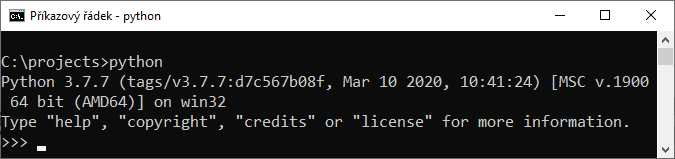 Příkazový řádek - python
C:\projects>python
Python 3.7.7 (tags/v3.7.7:d7c567b08f, Mar 10 2020, 10:41:24) [MSC v.1900
 64 bit (AMD64)] on win32
Type "help", "copyright", "credits" or "license" for more information.
>>>